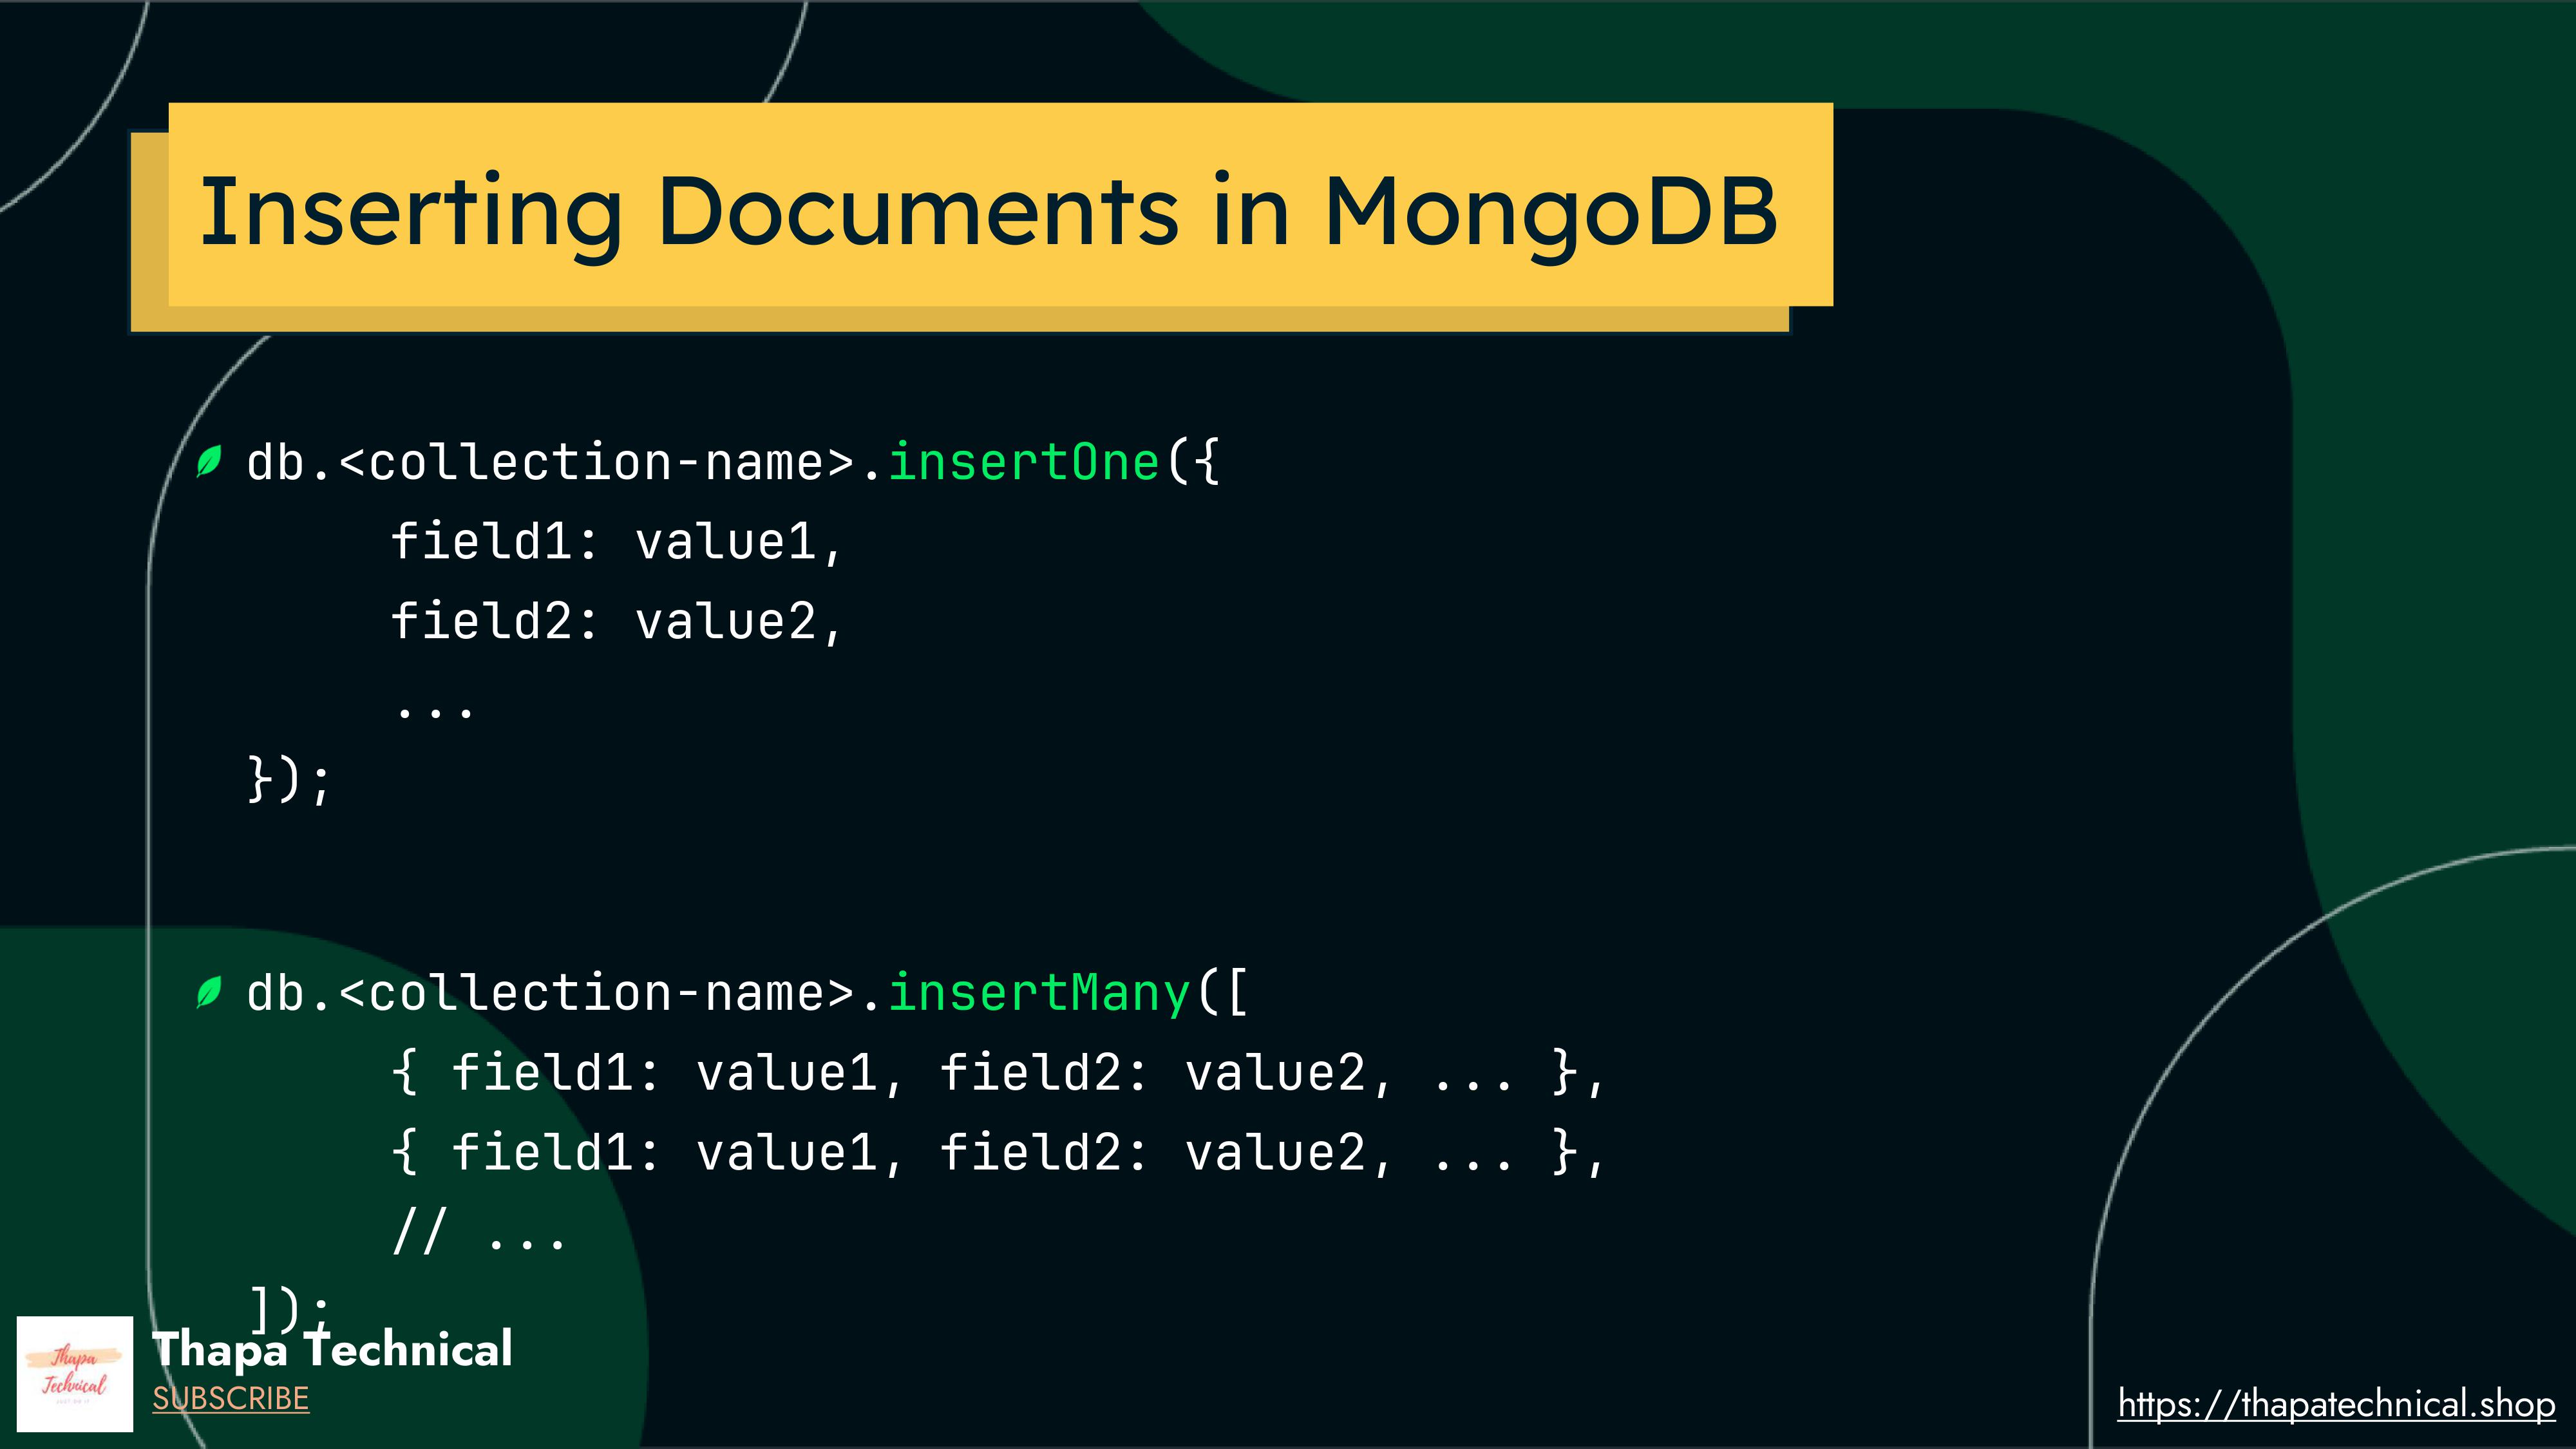 Inserting Documents in MongoDB
db.<collection-name>.insertOne({
field1: value1,
field2: value2,
...
});
db.<collection-name>.insertMany([
{ field1: value1, field2: value2, ... },
{ field1: value1, field2: value2, ... },
// ...
]);
Thapa
Technical
Thapa Technical
SUBSCRIBE
https://thapatechnical.shop